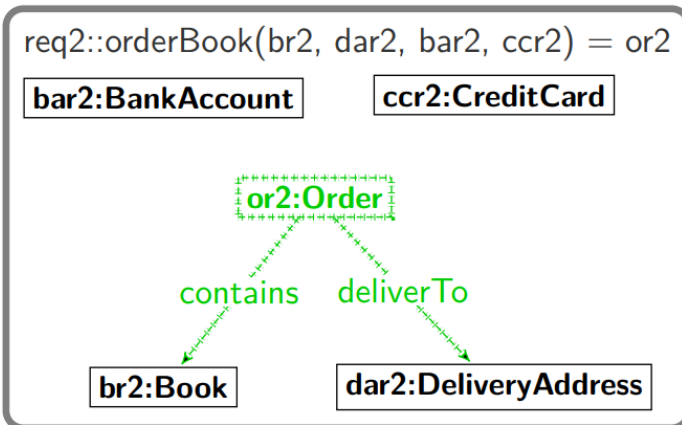 req2::orderBook(br2, dar2, bar2, ccr2) = or2
bar2:BankAccount
ccr2:CreditCard
or2:Order
contains
deliverTo
br2:Book
dar2:DeliveryAddress